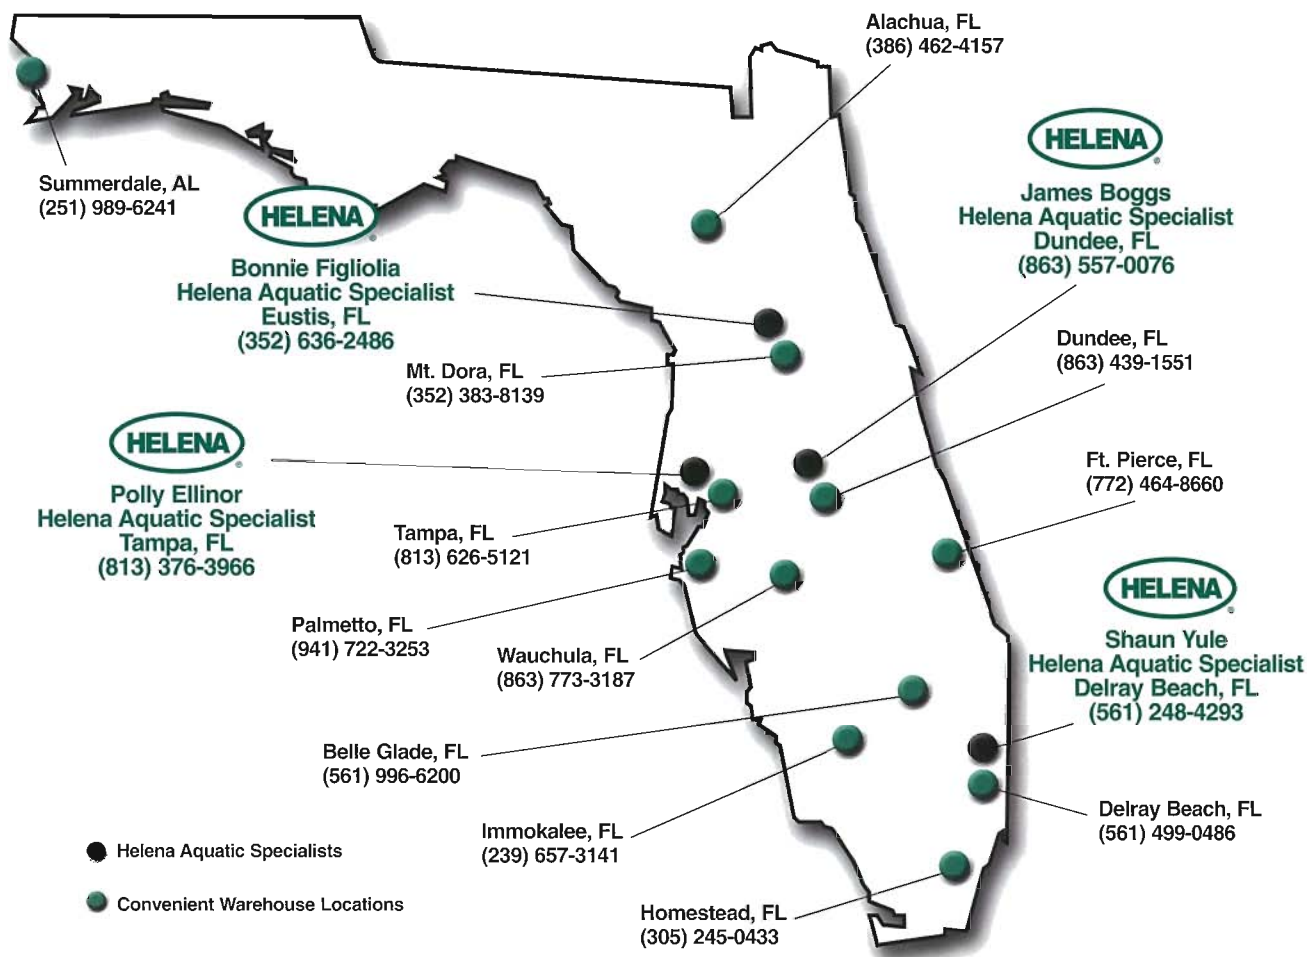 Alachua, FL
(386) 462-4157
HELENA
James Boggs
Helena Aquatic Specialist
Dundee, FL
(863) 557-0076
Summerdale, AL
(251) 989-6241
HELENA
Bonnie Figliolia
Helena Aquatic Specialist
Eustis, FL
(352) 636-2486
Dundee, FL
(863) 439-1551
Mt. Dora, FL
(352) 383-8139
HELENA
Polly Ellinor
Helena Aquatic Specialist
Tampa, FL
(813) 376-3966
Ft. Pierce, FL
(772) 464-8660
Tampa, FL
(813) 626-5121
HELENA
Shaun Yule
Helena Aquatic Specialist
Delray Beach, FL
(561) 248-4293
Palmetto, FL
(941) 722-3253
Wauchula, FL
(863) 773-3187
Belle Glade, FL
(561) 996-6200
Delray Beach, FL
(561) 499-0486
Immokalee, FL
(239) 657-3141
Homestead, FL
(305) 245-0433
Helena Aquatic Specialists
Convenient Warehouse Locations